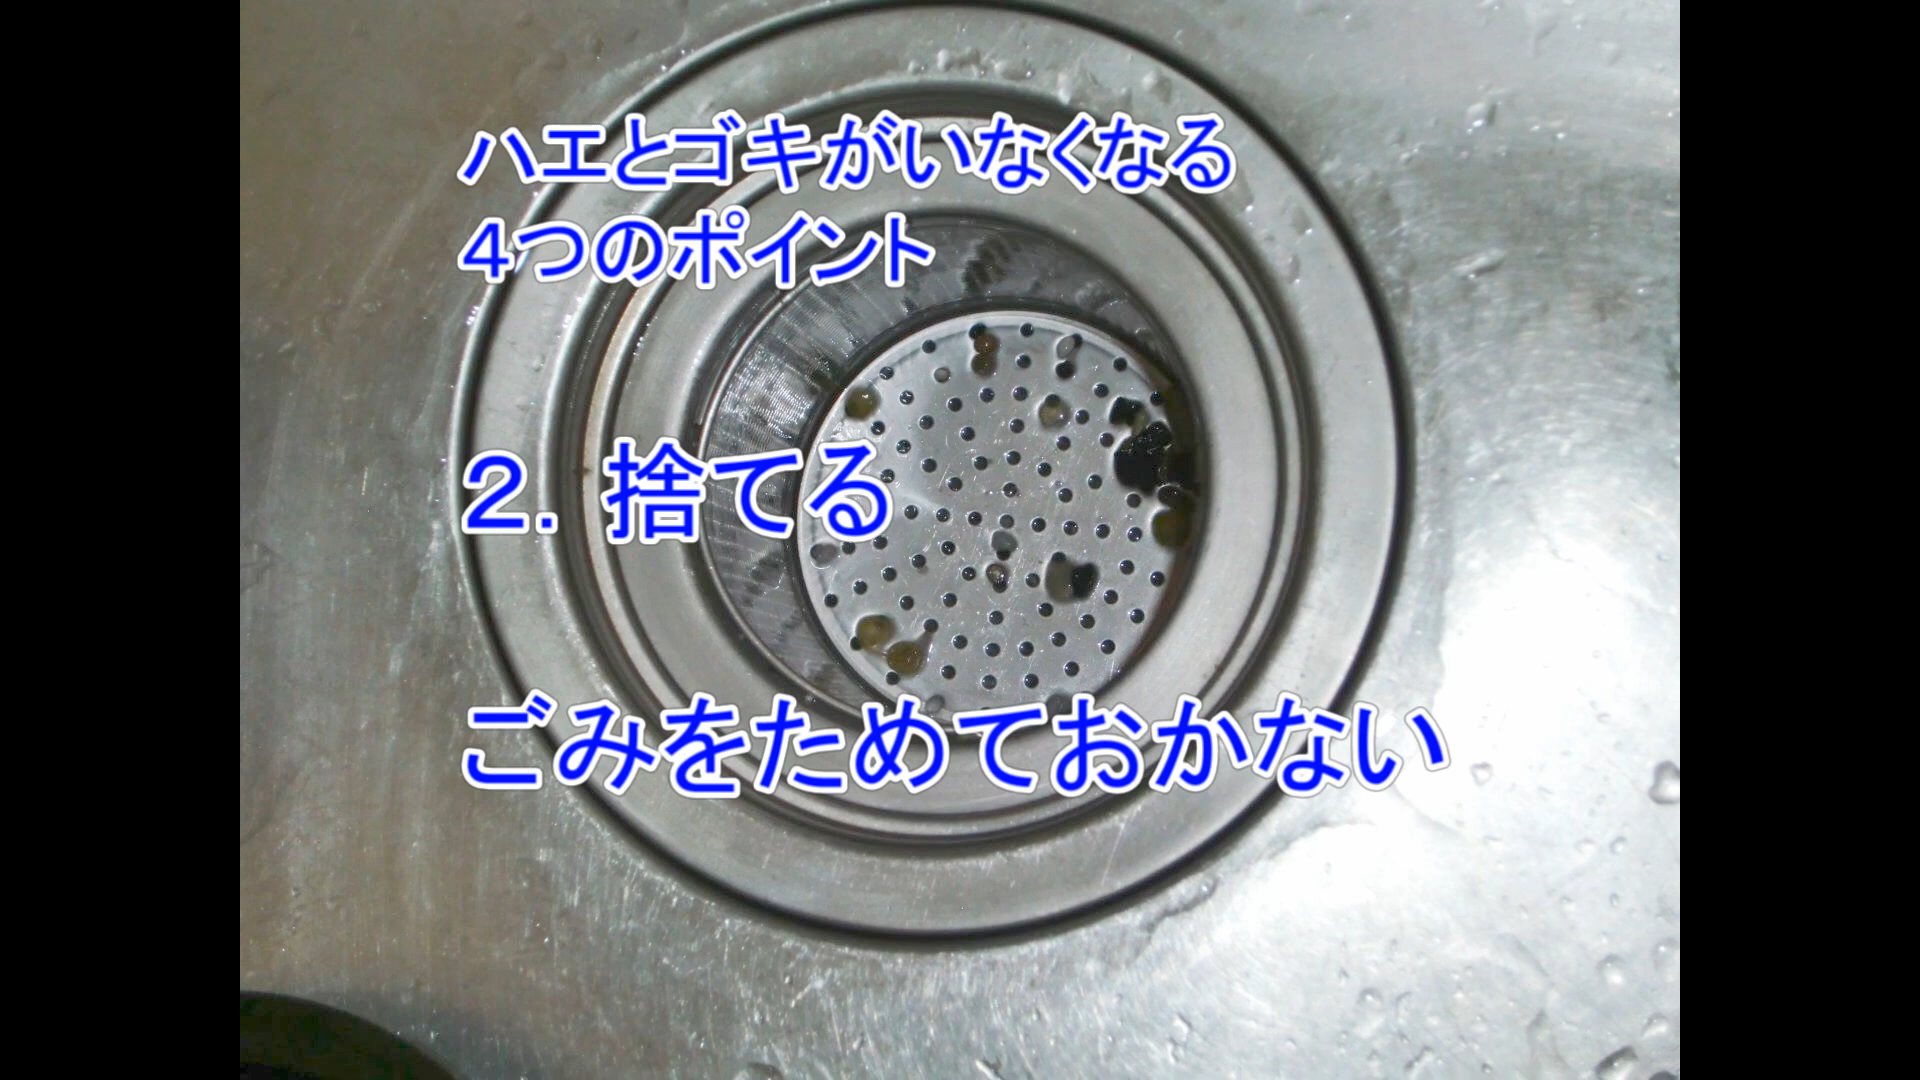 ハエとゴキがいなくなる
４つのポイント
２．捨てる
ごみをためておかない